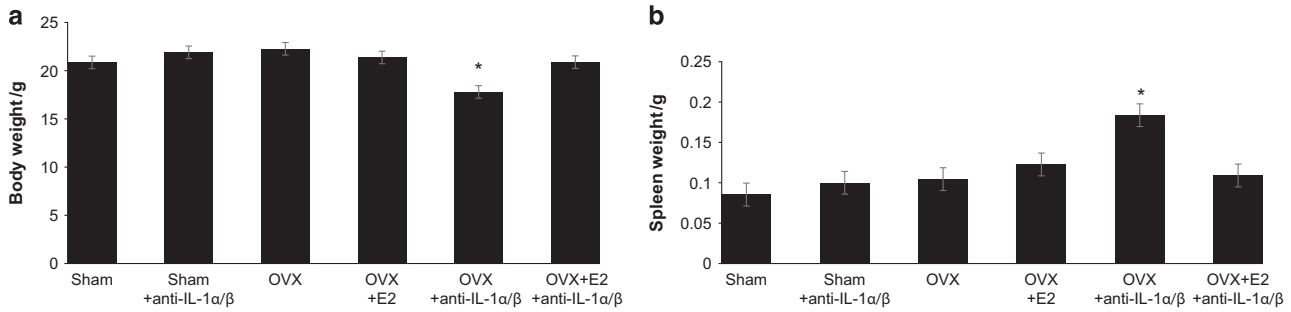 a
Body weight/g
25
20
15
10
5
0
*
Sham
Sham
+anti-IL-1α/β
OVX
OVX
+E2
OVX
+anti-IL-1α/β
OVX+E2
+anti-IL-1α/β
b
Spleen weight/g
0.25
0.2
0.15
0.1
0.05
0
*
Sham
Sham
+anti-IL-1α/β
OVX
OVX
+E2
OVX
+anti-IL-1α/β
OVX+E2
+anti-IL-1α/β